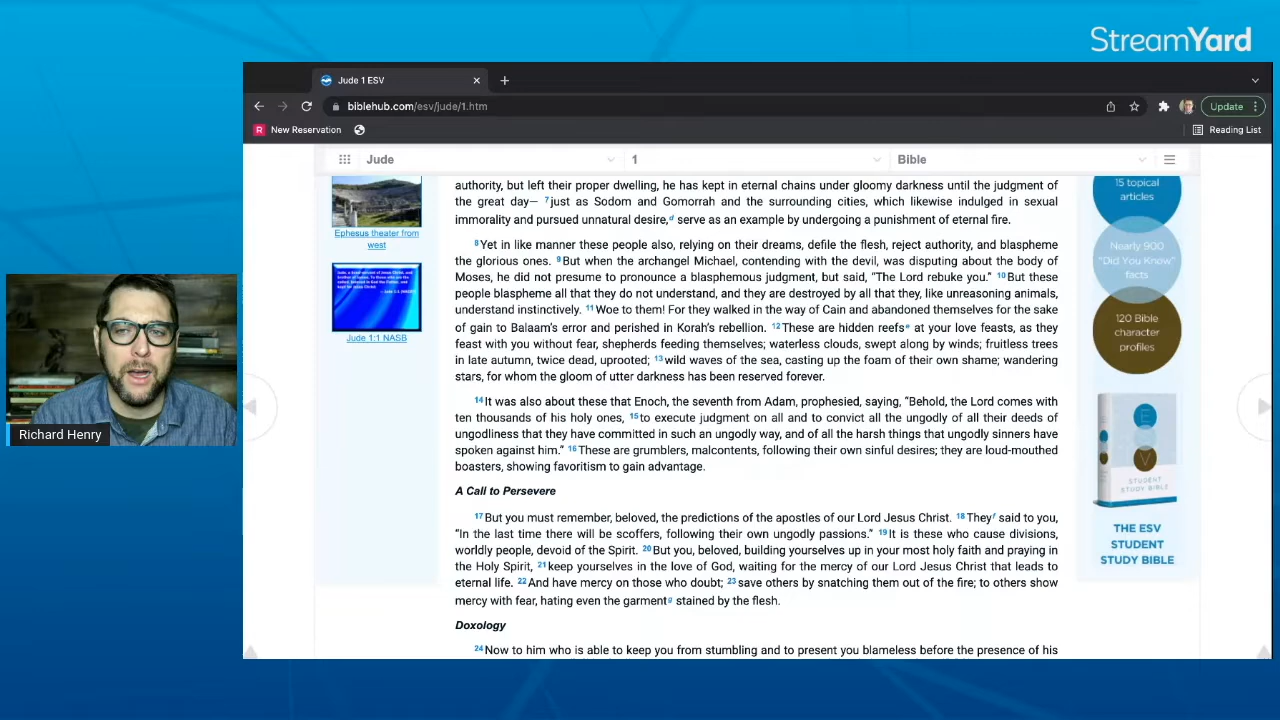 StreamYard
Jude 1 ESV
biblehub.com/esv/jude/1.htm
Update
New Reservation
Reading List
Jude
1
Bible
Ephesus theater from
west
Jude 1:1 NASB
authority, but left their proper dwelling, he has kept in eternal chains under gloomy darkness until the judgment of
the great day— 7just as Sodom and Gomorrah and the surrounding cities, which likewise indulged in sexual
immorality and pursued unnatural desire,d serve as an example by undergoing a punishment of eternal fire.
8Yet in like manner these people also, relying on their dreams, defile the flesh, reject authority, and blaspheme
the glorious ones. 9But when the archangel Michael, contending with the devil, was disputing about the body of
Moses, he did not presume to pronounce a blasphemous judgment, but said, “The Lord rebuke you.” 10But these
people blaspheme all that they do not understand, and they are destroyed by all that they, like unreasoning animals,
understand instinctively. 11Woe to them! For they walked in the way of Cain and abandoned themselves for the sake
of gain to Balaam’s error and perished in Korah’s rebellion. 12These are hidden reefse at your love feasts, as they
feast with you without fear, shepherds feeding themselves; waterless clouds, swept along by winds; fruitless trees
in late autumn, twice dead, uprooted; 13wild waves of the sea, casting up the foam of their own shame; wandering
stars, for whom the gloom of utter darkness has been reserved forever.
14It was also about these that Enoch, the seventh from Adam, prophesied, saying, “Behold, the Lord comes with
ten thousands of his holy ones, 15to execute judgment on all and to convict all the ungodly of all their deeds of
ungodliness that they have committed in such an ungodly way, and of all the harsh things that ungodly sinners have
spoken against him.” 16These are grumblers, malcontents, following their own sinful desires; they are loud-mouthed
boasters, showing favoritism to gain advantage.
A Call to Persevere
17But you must remember, beloved, the predictions of the apostles of our Lord Jesus Christ. 18Theyf said to you,
“In the last time there will be scoffers, following their own ungodly passions.” 19It is these who cause divisions,
worldly people, devoid of the Spirit. 20But you, beloved, building yourselves up in your most holy faith and praying in
the Holy Spirit, 21keep yourselves in the love of God, waiting for the mercy of our Lord Jesus Christ that leads to
eternal life. 22And have mercy on those who doubt; 23save others by snatching them out of the fire; to others show
mercy with fear, hating even the garmentg stained by the flesh.
Doxology
24Now to him who is able to keep you from stumbling and to present you blameless before the presence of his
15 topical
articles
Nearly 900
"Did You Know"
facts
120 Bible
character
profiles
E
V
STUDENT
STUDY BIBLE
THE ESV
STUDENT
STUDY BIBLE
Richard Henry